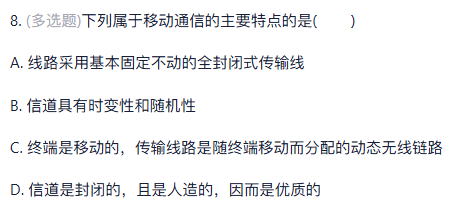 8. (多选题)下列属于移动通信的主要特点的是(  )
A. 线路采用基本固定不动的全封闭式传输线
B. 信道具有时变性和随机性
C. 终端是移动的，传输线路是随终端移动而分配的动态无线链路
D. 信道是封闭的，且是人造的，因而是优质的